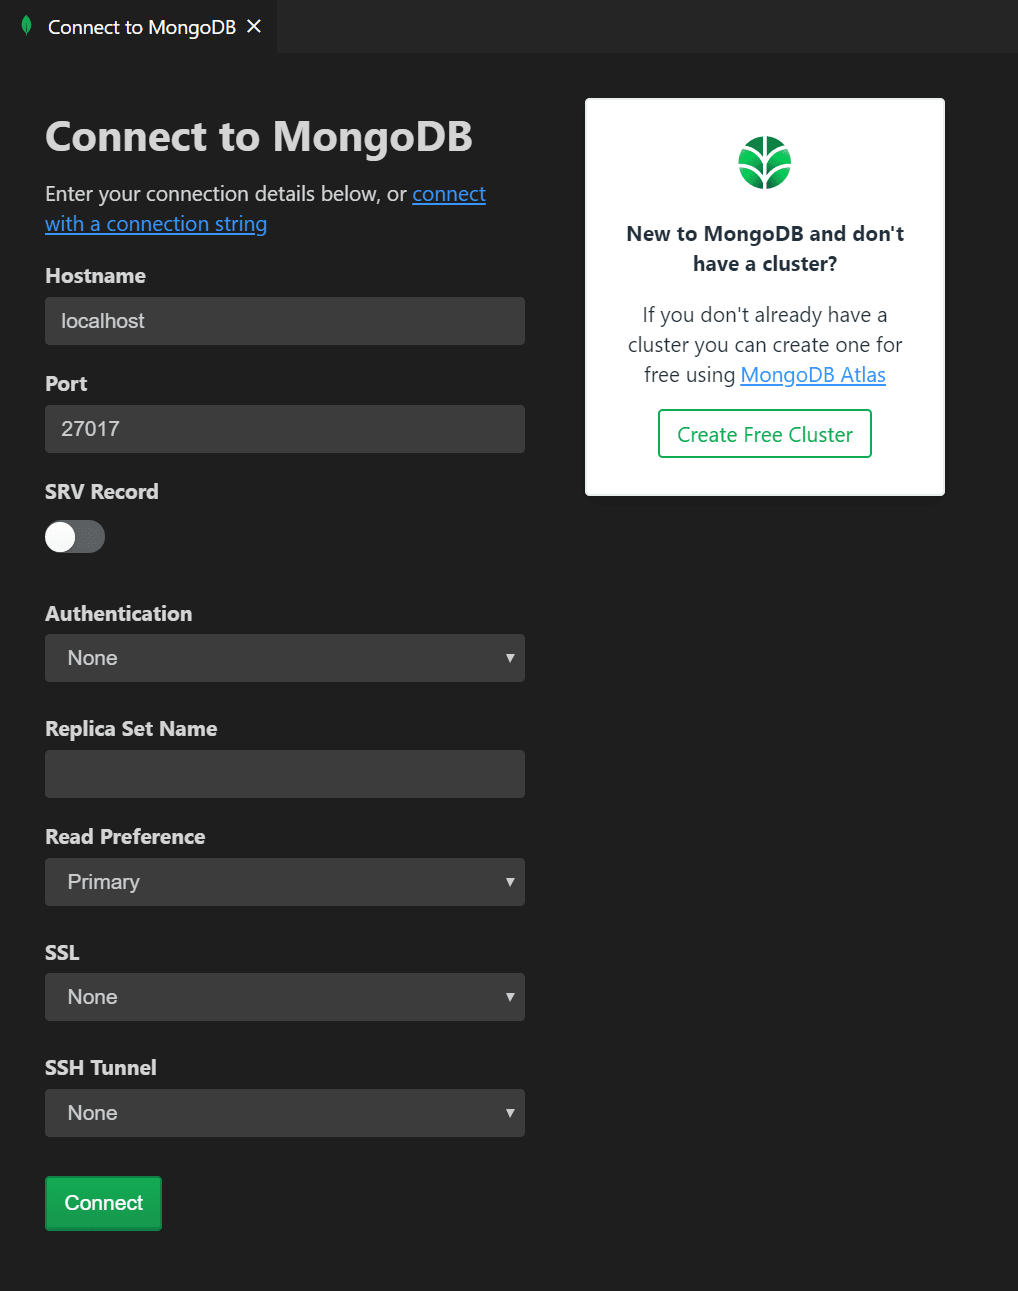 Connect to MongoDB
Connect to MongoDB
Enter your connection details below, or connect
with a connection string
Hostname
localhost
Port
27017
SRV Record
Authentication
None
Replica Set Name
Read Preference
Primary
SSL
None
SSH Tunnel
None
Connect
New to MongoDB and don't
have a cluster?
If you don't already have a
cluster you can create one for
free using MongoDB Atlas
Create Free Cluster